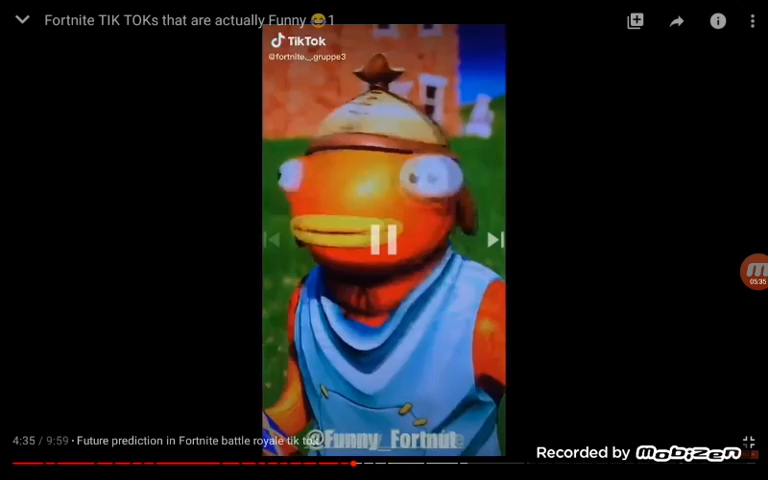 Fortnite TIK TOKs that are actually Funny 😂1
TikTok
@fortnite._.gruppe3
05:35
@Funny_Fortnite
4:35 / 9:59 • Future prediction in Fortnite battle royale tik tok
Recorded by MOBIZEN